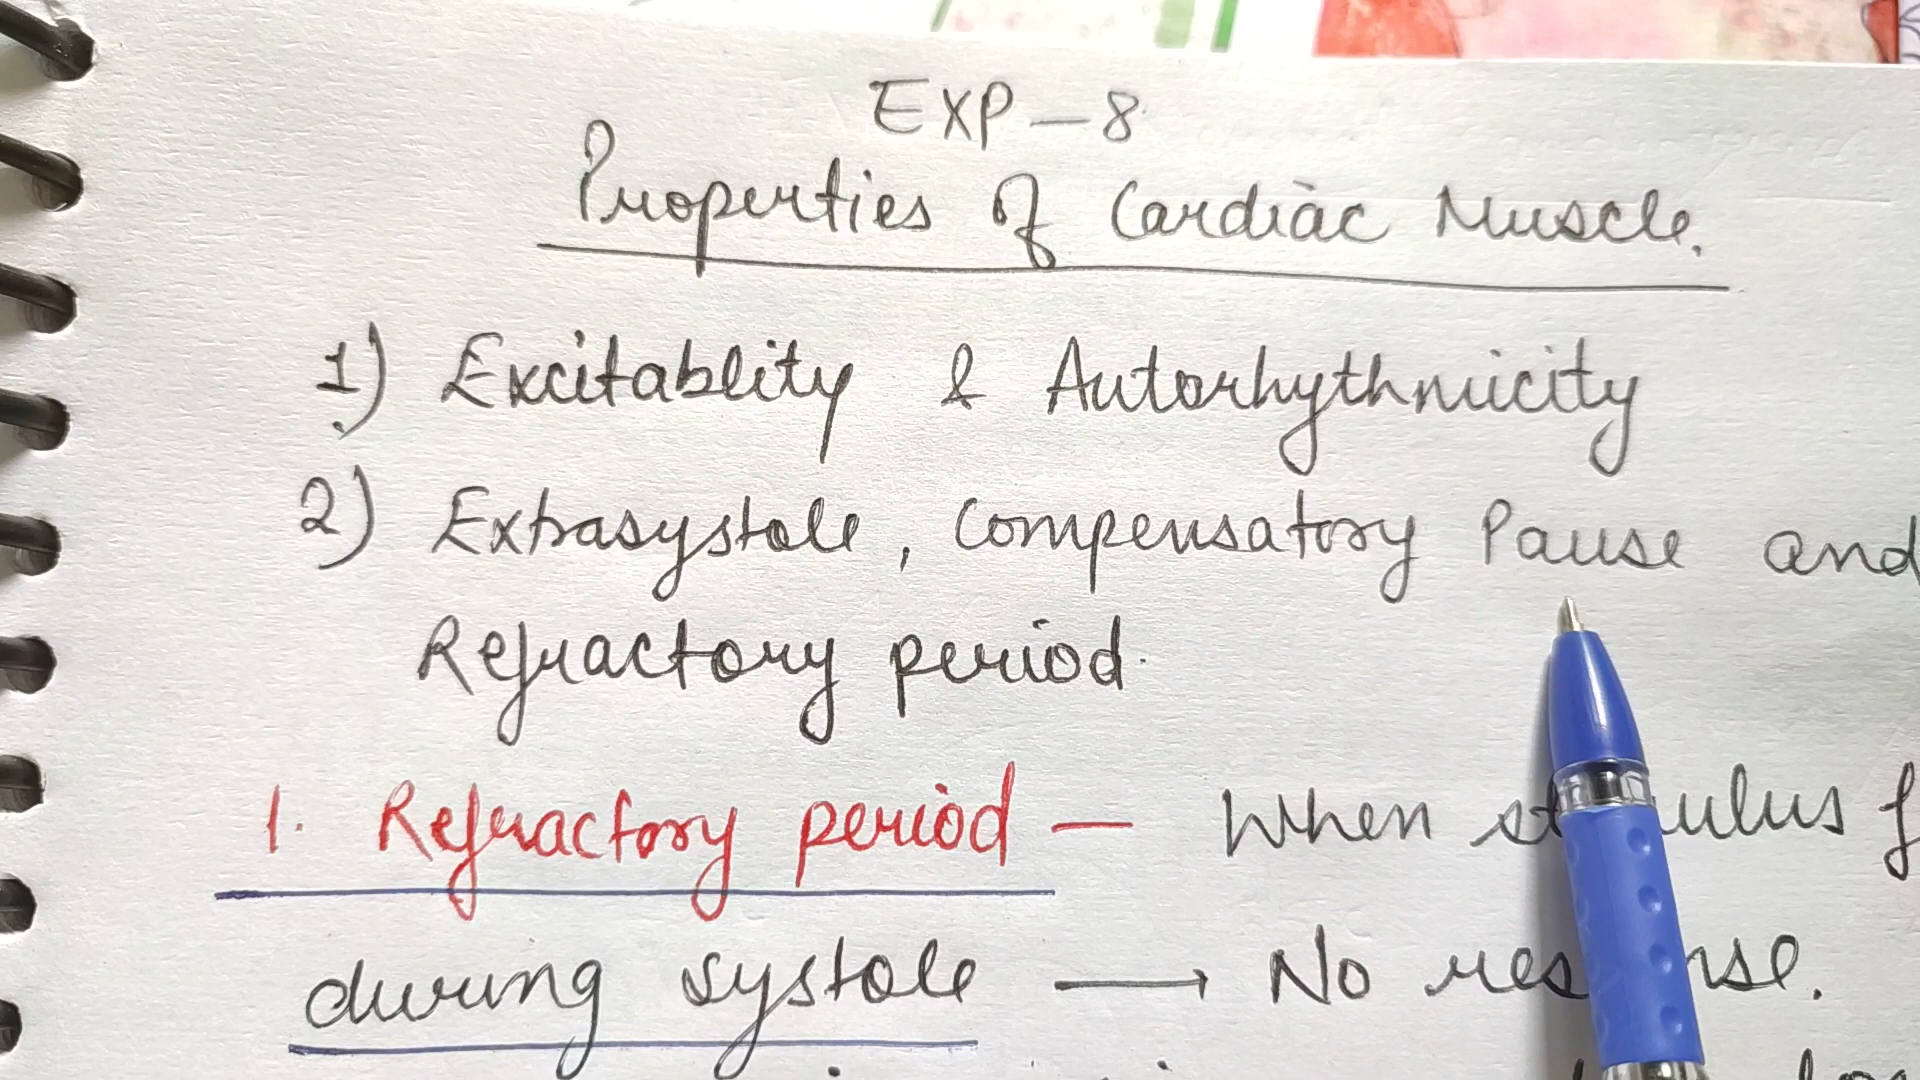 EXP - 8
Properties of Cardiac Muscle.
1) Excitablity & Autorhythmicity
2) Extrasystole, Compensatory Pause and
Refractory period.
1. Refractory period — When
during systole → No